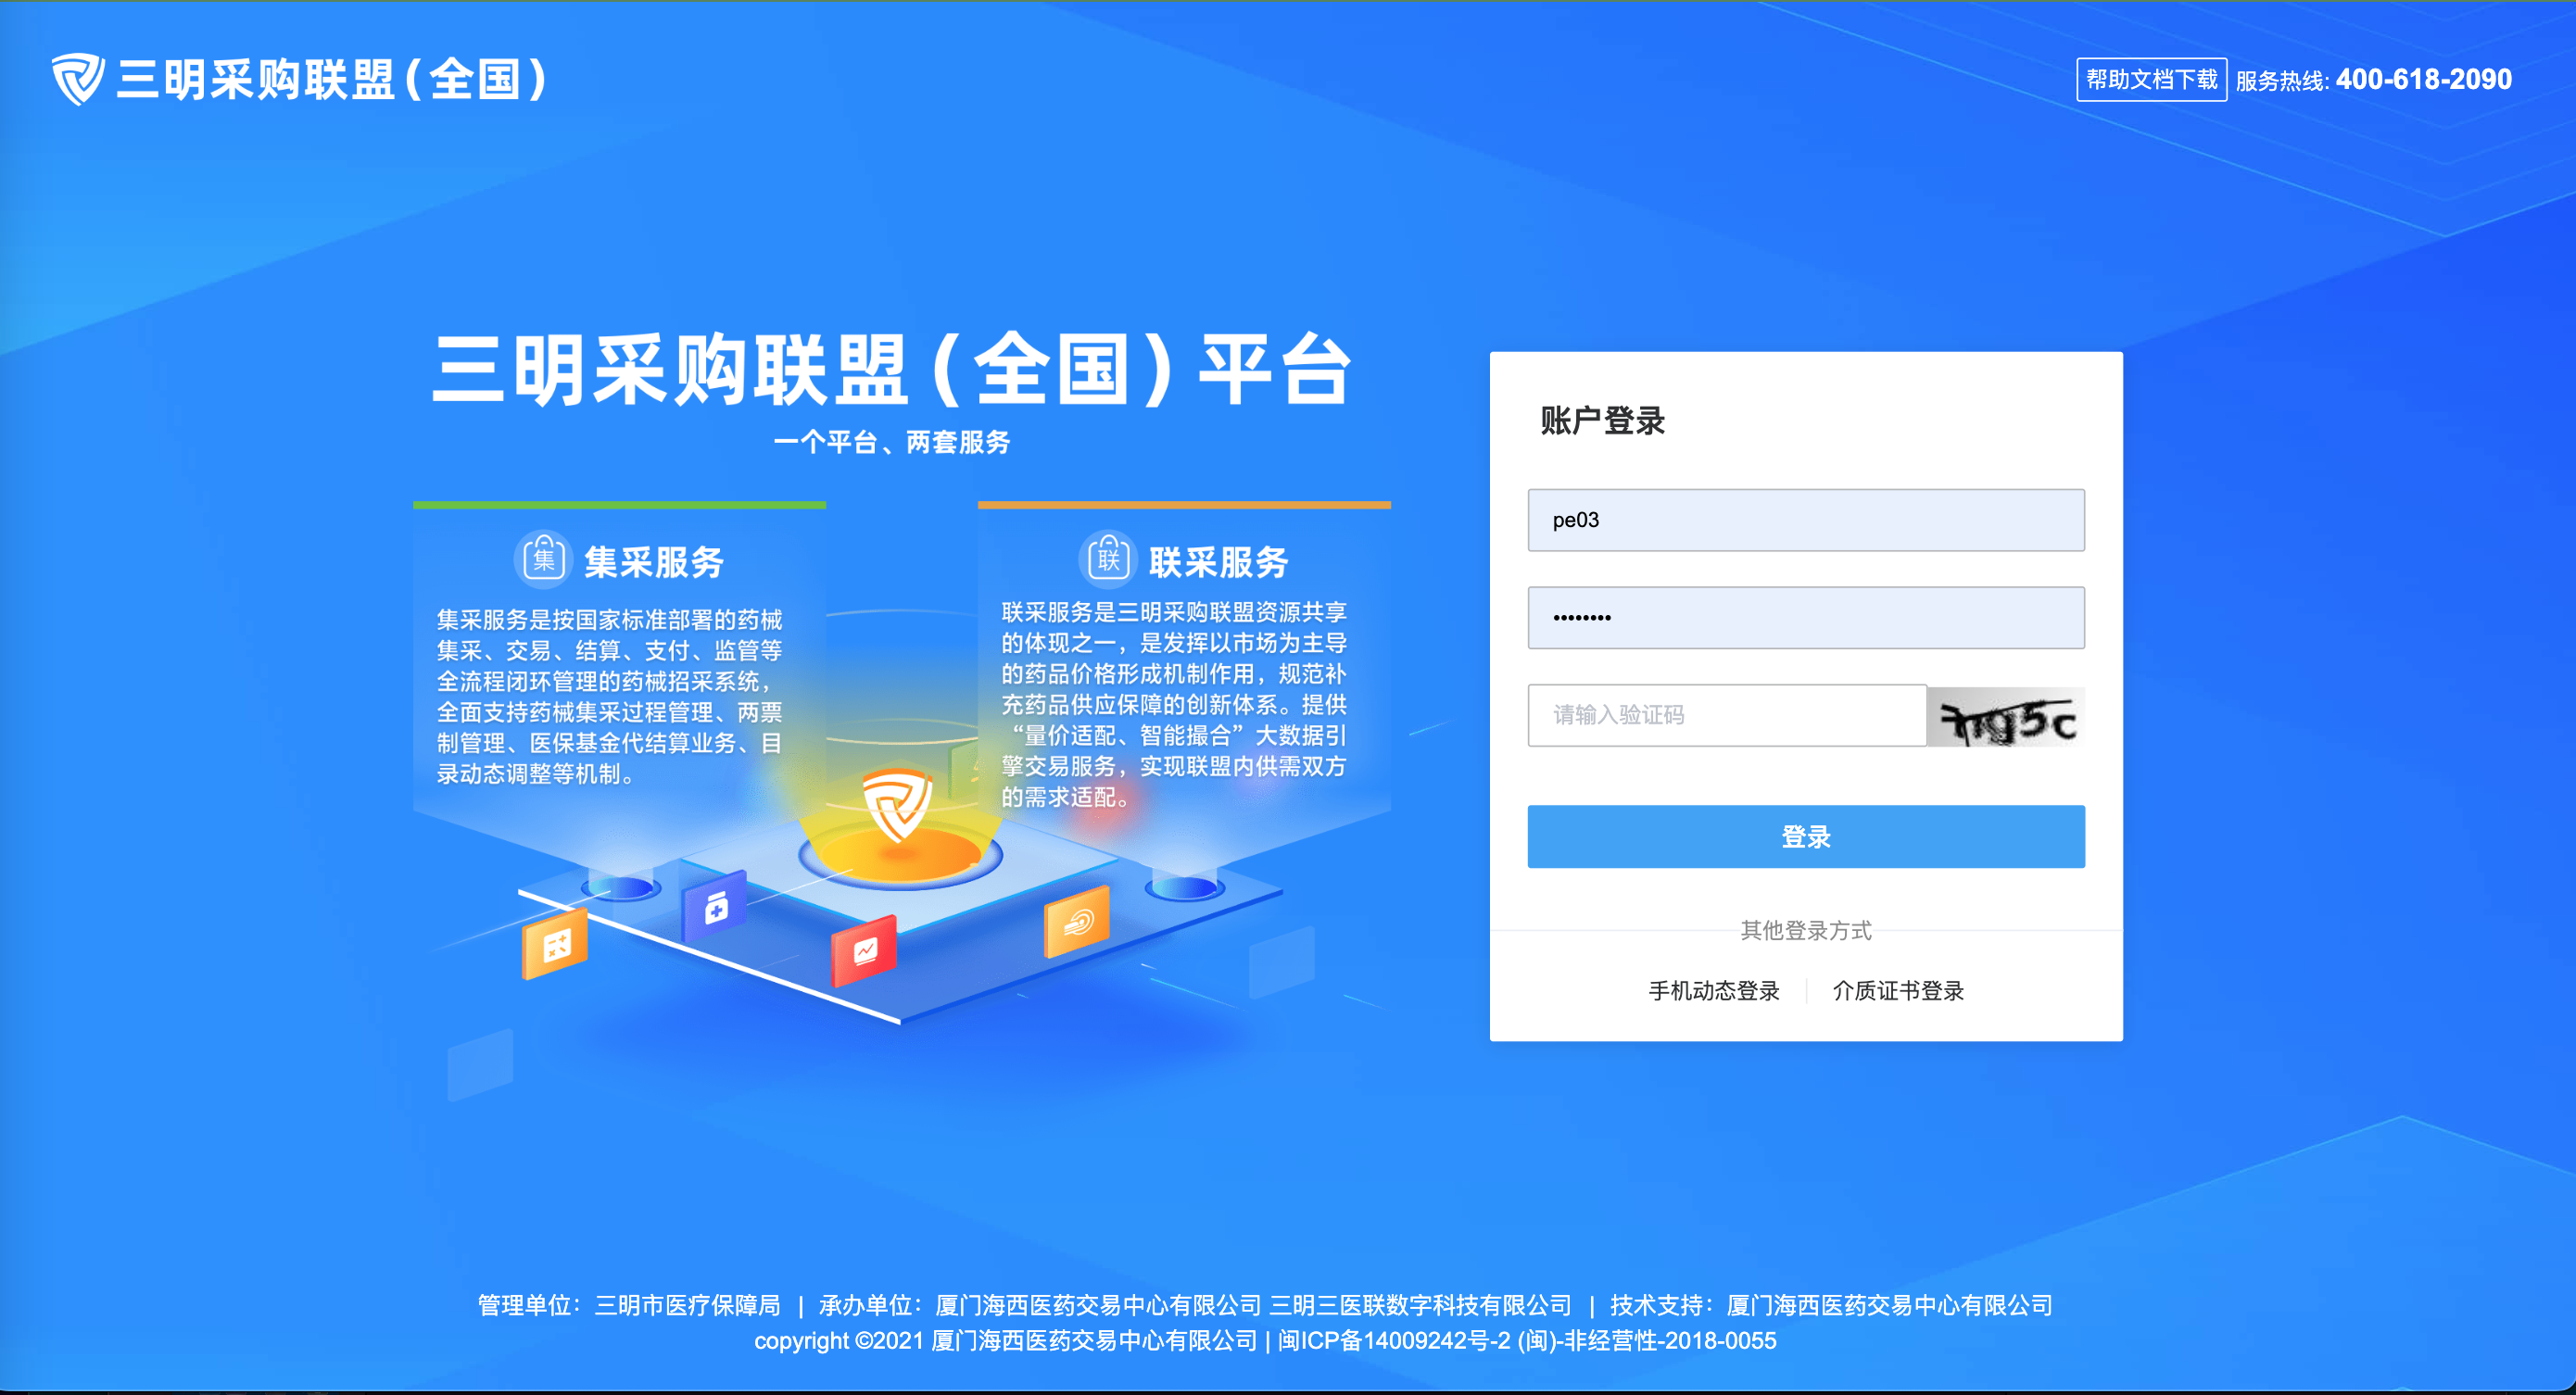 三明采购联盟(全国)
帮助文档下载 服务热线: 400-618-2090
三明采购联盟(全国)平台
一个平台、两套服务
集 集采服务
集采服务是按国家标准部署的药械
集采、交易、结算、支付、监管等
全流程闭环管理的药械招采系统，
全面支持药械集采过程管理、两票
制管理、医保基金代结算业务、目
录动态调整等机制。
联 联采服务
联采服务是三明采购联盟资源共享
的体现之一，是发挥以市场为主导
的药品价格形成机制作用，规范补
充药品供应保障的创新体系。提供
“量价适配、智能撮合”大数据引
擎交易服务，实现联盟内供需双方
的需求适配。
账户登录
pe03
••••••••
请输入验证码
登录
其他登录方式
手机动态登录 介质证书登录
管理单位：三明市医疗保障局 | 承办单位：厦门海西医药交易中心有限公司 三明三医联数字科技有限公司 | 技术支持：厦门海西医药交易中心有限公司
copyright ©2021 厦门海西医药交易中心有限公司 | 闽ICP备14009242号-2 (闽)-非经营性-2018-0055